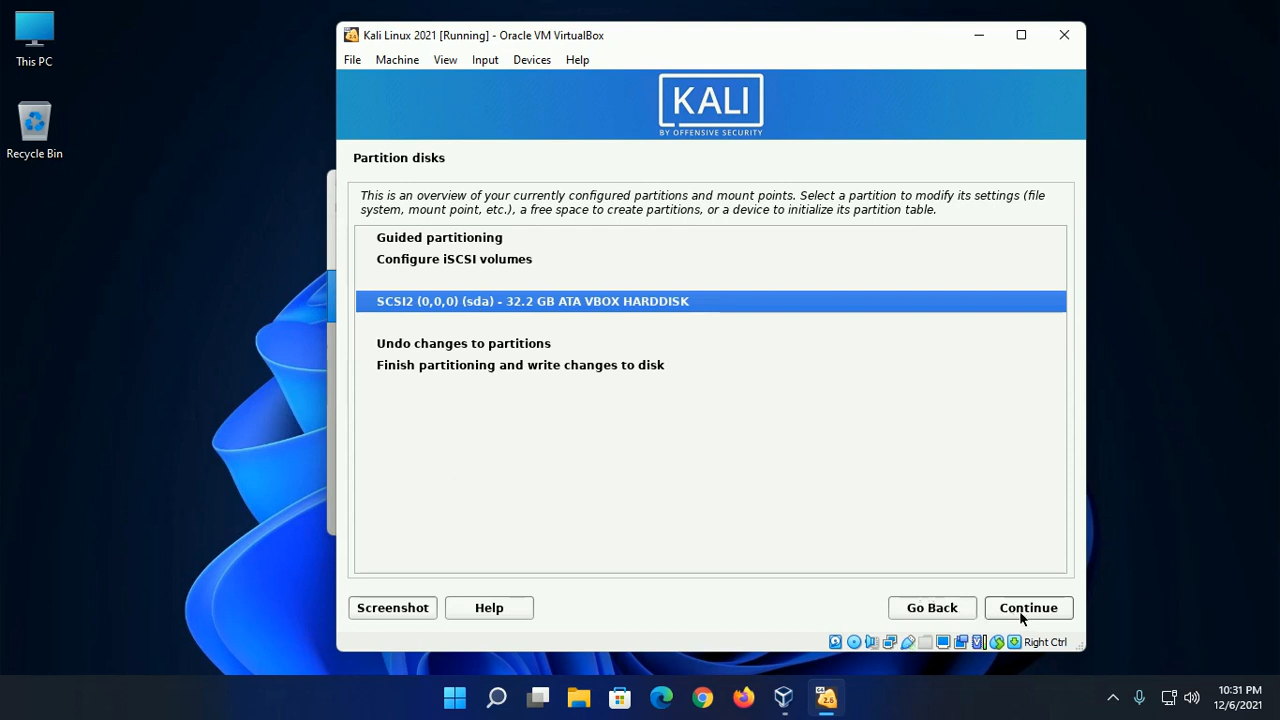 This PC
Recycle Bin
Kali Linux 2021 [Running] - Oracle VM VirtualBox
File Machine View Input Devices Help
KALI
BY OFFENSIVE SECURITY
Partition disks
This is an overview of your currently configured partitions and mount points. Select a partition to modify its settings (file
system, mount point, etc.), a free space to create partitions, or a device to initialize its partition table.
Guided partitioning
Configure iSCSI volumes
SCSI2 (0,0,0) (sda) - 32.2 GB ATA VBOX HARDDISK
Undo changes to partitions
Finish partitioning and write changes to disk
Screenshot Help Go Back Continue
Right Ctrl
10:31 PM
12/6/2021